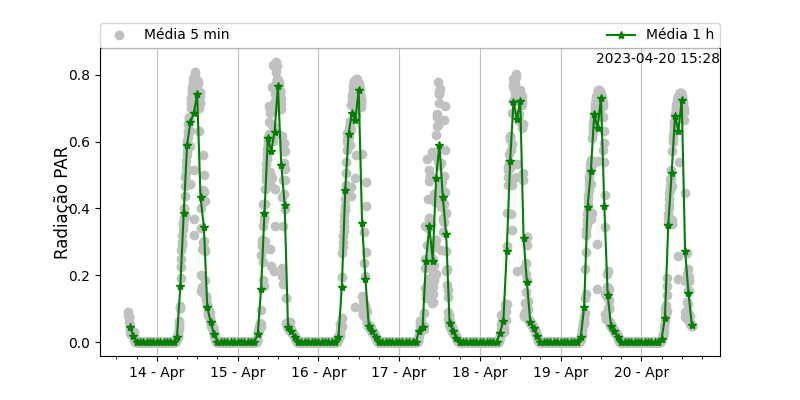 Média 5 min
Média 1 h
2023-04-20 15:28
Radiação PAR
0.8
0.6
0.4
0.2
0.0
14 - Apr
15 - Apr
16 - Apr
17 - Apr
18 - Apr
19 - Apr
20 - Apr